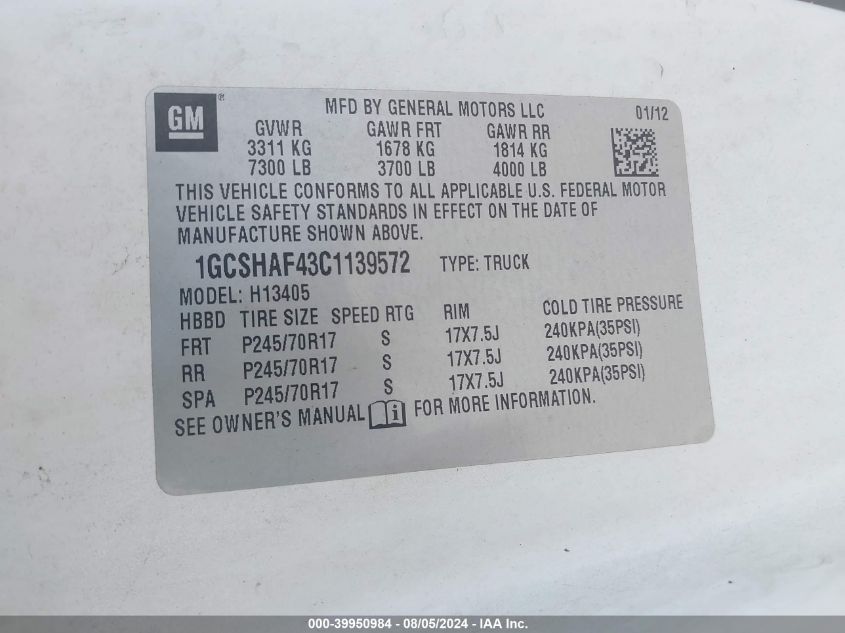 GM ®
MFD BY GENERAL MOTORS LLC 01/12
GVWR GAWR FRT GAWR RR
3311 KG 1678 KG 1814 KG
7300 LB 3700 LB 4000 LB
THIS VEHICLE CONFORMS TO ALL APPLICABLE U.S. FEDERAL MOTOR
VEHICLE SAFETY STANDARDS IN EFFECT ON THE DATE OF
MANUFACTURE SHOWN ABOVE.
1GCSHAF43C1139572 TYPE: TRUCK
MODEL: H13405
HBBD TIRE SIZE SPEED RTG RIM COLD TIRE PRESSURE
FRT P245/70R17 S 17X7.5J 240KPA(35PSI)
RR P245/70R17 S 17X7.5J 240KPA(35PSI)
SPA P245/70R17 S 17X7.5J 240KPA(35PSI)
SEE OWNER'S MANUAL i FOR MORE INFORMATION.
000-39950984 - 08/05/2024 - IAA Inc.